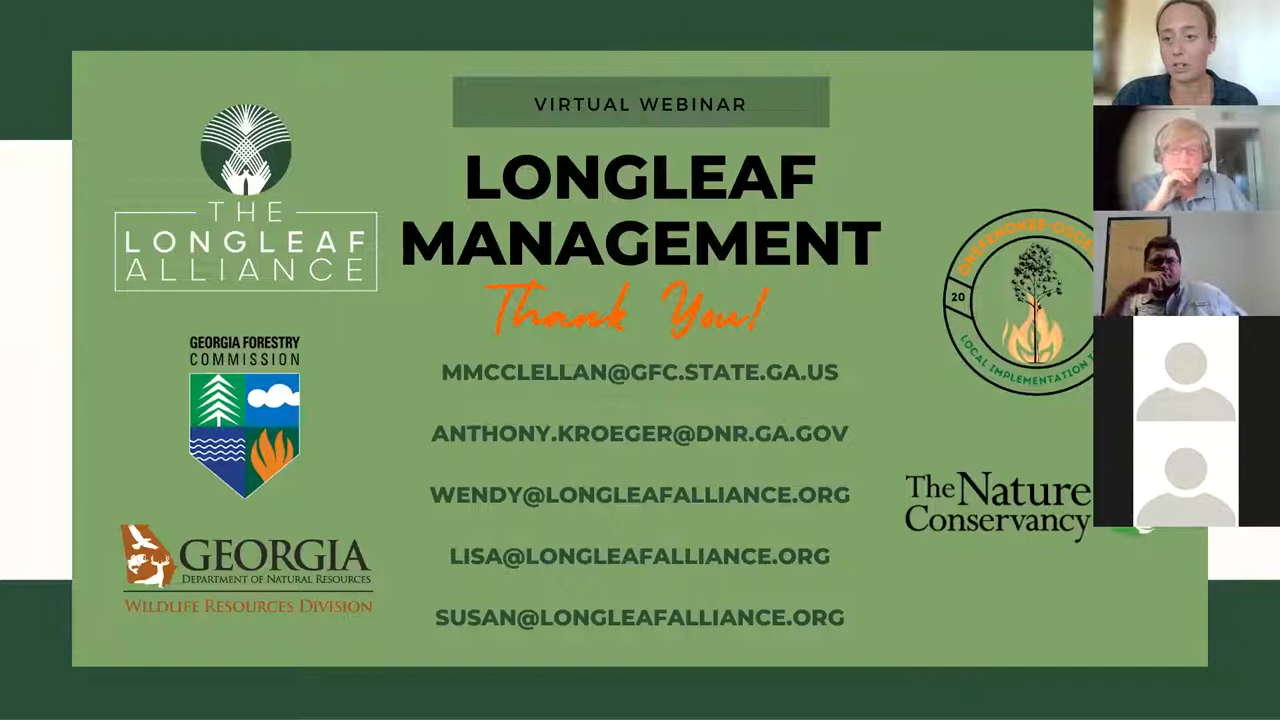 VIRTUAL WEBINAR
LONGLEAF
MANAGEMENT
Thank You!
MMCCLELLAN@GFC.STATE.GA.US
ANTHONY.KROEGER@DNR.GA.GOV
WENDY@LONGLEAFALLIANCE.ORG
LISA@LONGLEAFALLIANCE.ORG
SUSAN@LONGLEAFALLIANCE.ORG
THE
LONGLEAF
ALLIANCE
GEORGIA FORESTRY
COMMISSION
GEORGIA
DEPARTMENT OF NATURAL RESOURCES
WILDLIFE RESOURCES DIVISION
20
LOCAL IMPLEMENTATION
The Nature
Conservancy